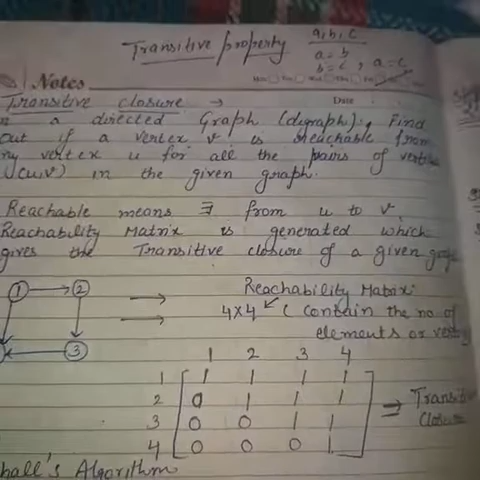 Transitive property
a, b, c
a = b
b = c, a = c
Notes
Date
Transitive closure →
in a directed Graph (digraph), Find
out if a vertex v is reachable from
any vertex u for all the pairs of
(u,v) in the given graph.
Reachable means ∃ from u to v.
Reachability Matrix is generated which
gives the Transitive closure of a given graph
1 2
3
Reachability Matrix:
4x4 (contain the no of
elements or
1 2 3 4
1 1 1 1 1
2 0 1 1 1 ⇒ Transitive
3 0 0 1 1 Closure
4 0 0 0 1
hall's Algorithm